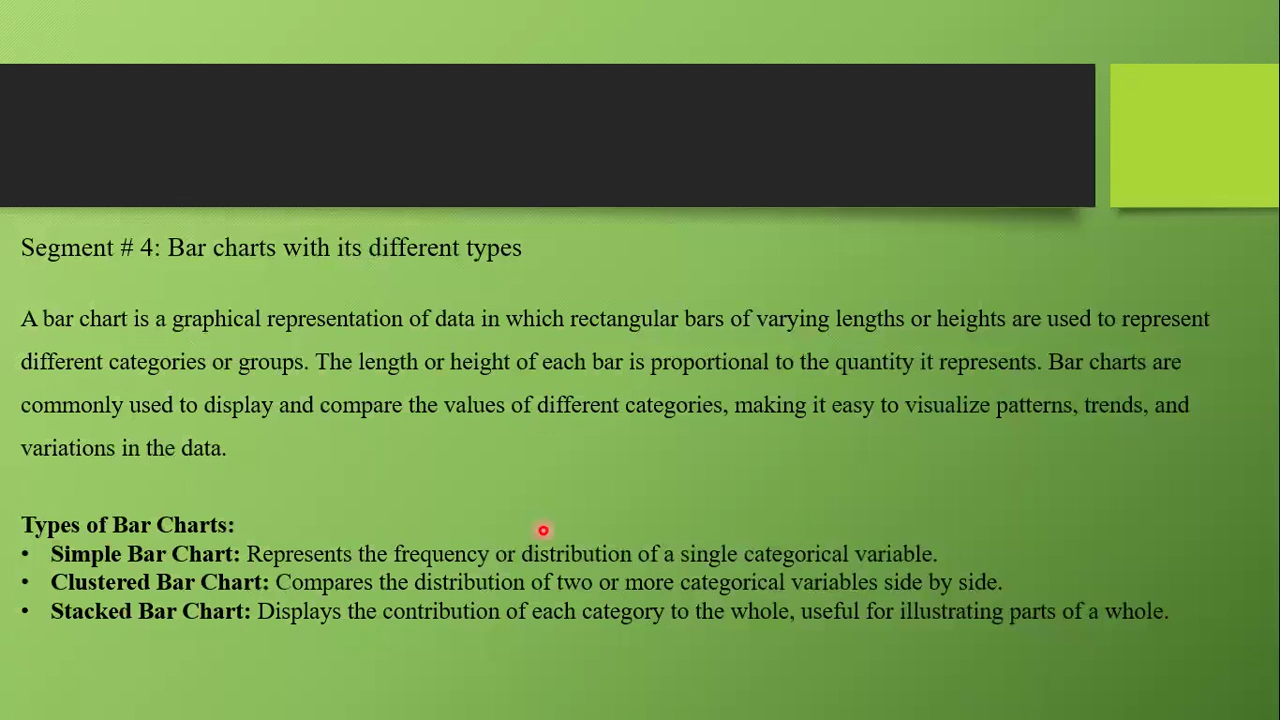 Segment # 4: Bar charts with its different types
A bar chart is a graphical representation of data in which rectangular bars of varying lengths or heights are used to represent
different categories or groups. The length or height of each bar is proportional to the quantity it represents. Bar charts are
commonly used to display and compare the values of different categories, making it easy to visualize patterns, trends, and
variations in the data.
Types of Bar Charts:
• Simple Bar Chart: Represents the frequency or distribution of a single categorical variable.
• Clustered Bar Chart: Compares the distribution of two or more categorical variables side by side.
• Stacked Bar Chart: Displays the contribution of each category to the whole, useful for illustrating parts of a whole.